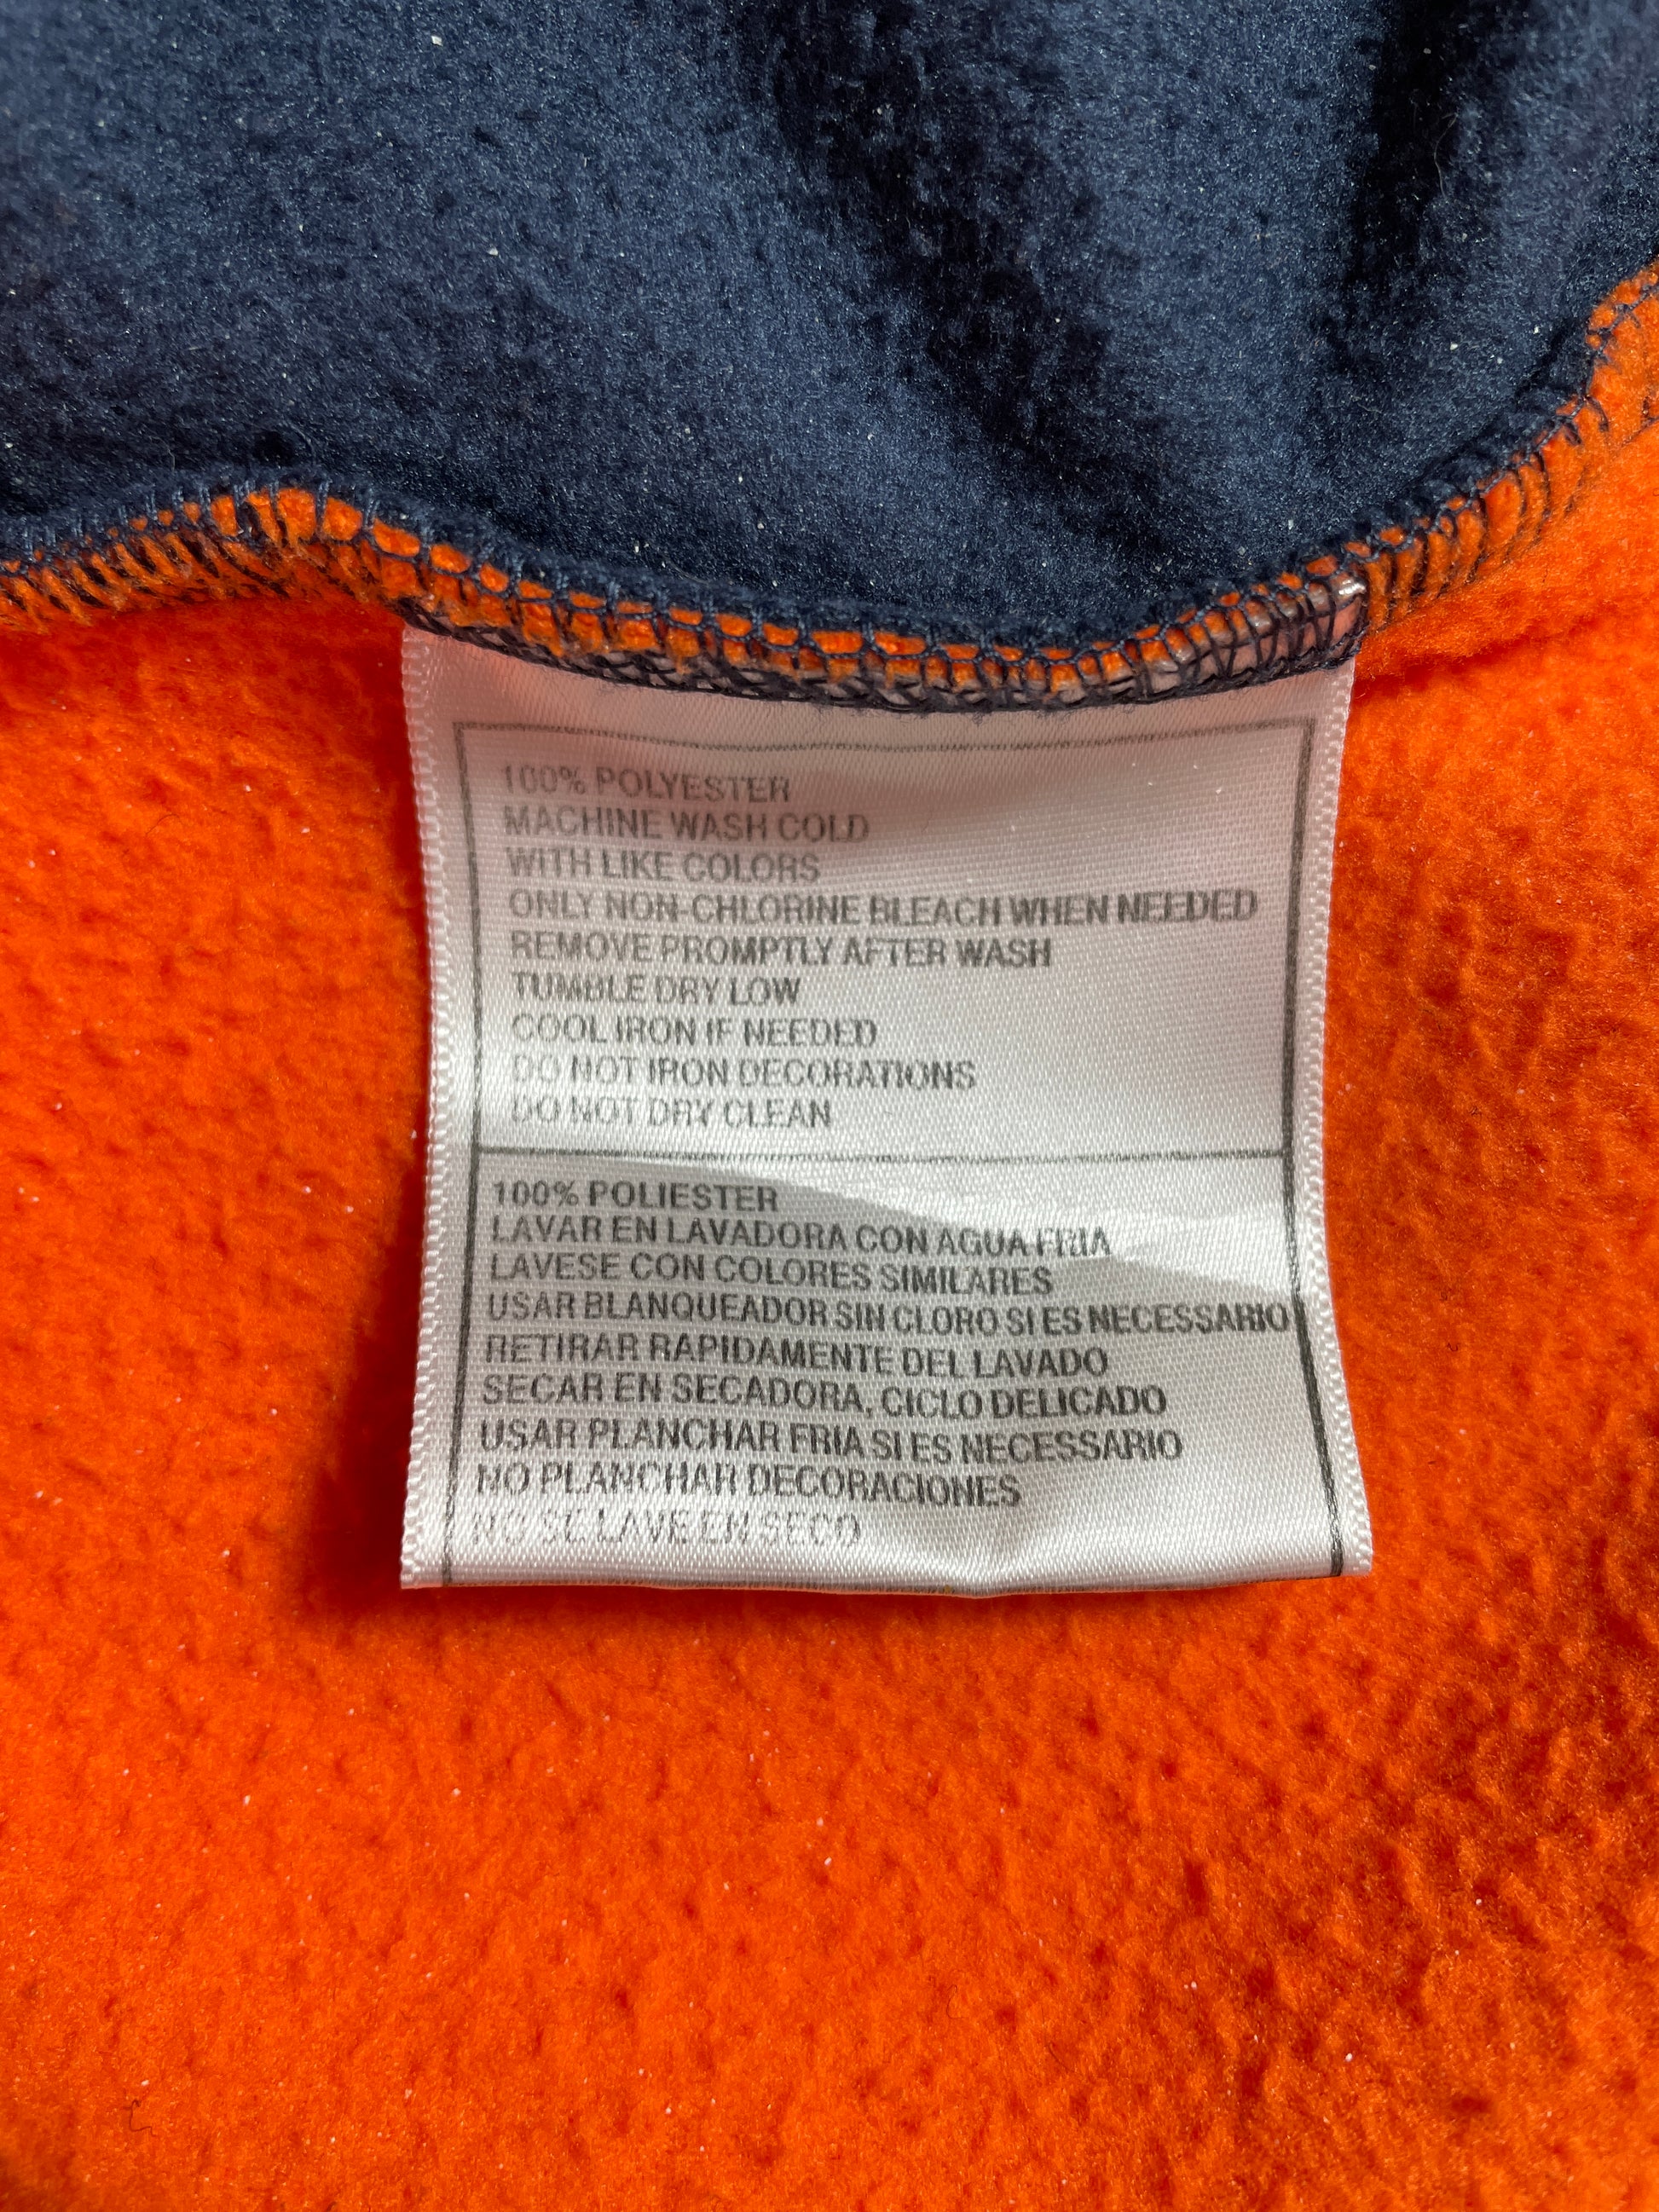 100% POLYESTER
MACHINE WASH COLD
WITH LIKE COLORS
ONLY NON-CHLORINE BLEACH WHEN NEEDED
REMOVE PROMPTLY AFTER WASH
TUMBLE DRY LOW
COOL IRON IF NEEDED
DO NOT IRON DECORATIONS
DO NOT DRY CLEAN
100% POLIESTER
LAVAR EN LAVADORA CON AGUA FRIA
LAVESE CON COLORES SIMILARES
USAR BLANQUEADOR SIN CLORO SI ES NECESSARIO
RETIRAR RAPIDAMENTE DEL LAVADO
SECAR EN SECADORA, CICLO DELICADO
USAR PLANCHAR FRIA SI ES NECESSARIO
NO PLANCHAR DECORACIONES
NO SE LAVE EN SECO